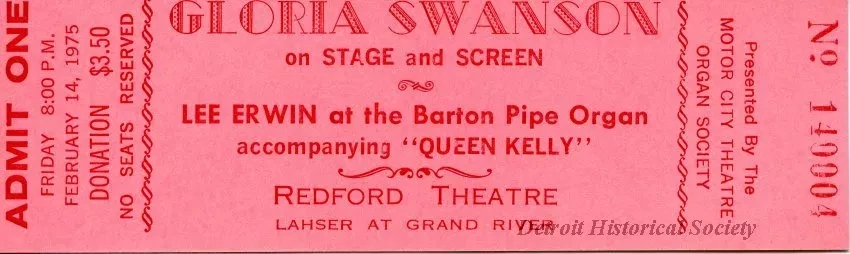 ADMIT ONE
FRIDAY 8:00 P.M.
FEBRUARY 14, 1975
DONATION $3.50
NO SEATS RESERVED
GLORIA SWANSON
on STAGE and SCREEN
LEE ERWIN at the Barton Pipe Organ
accompanying "QUEEN KELLY"
REDFORD THEATRE
LAHSER AT GRAND RIVER
Presented By The
MOTOR CITY THEATRE
ORGAN SOCIETY
Nº 140004
Detroit Historical Society